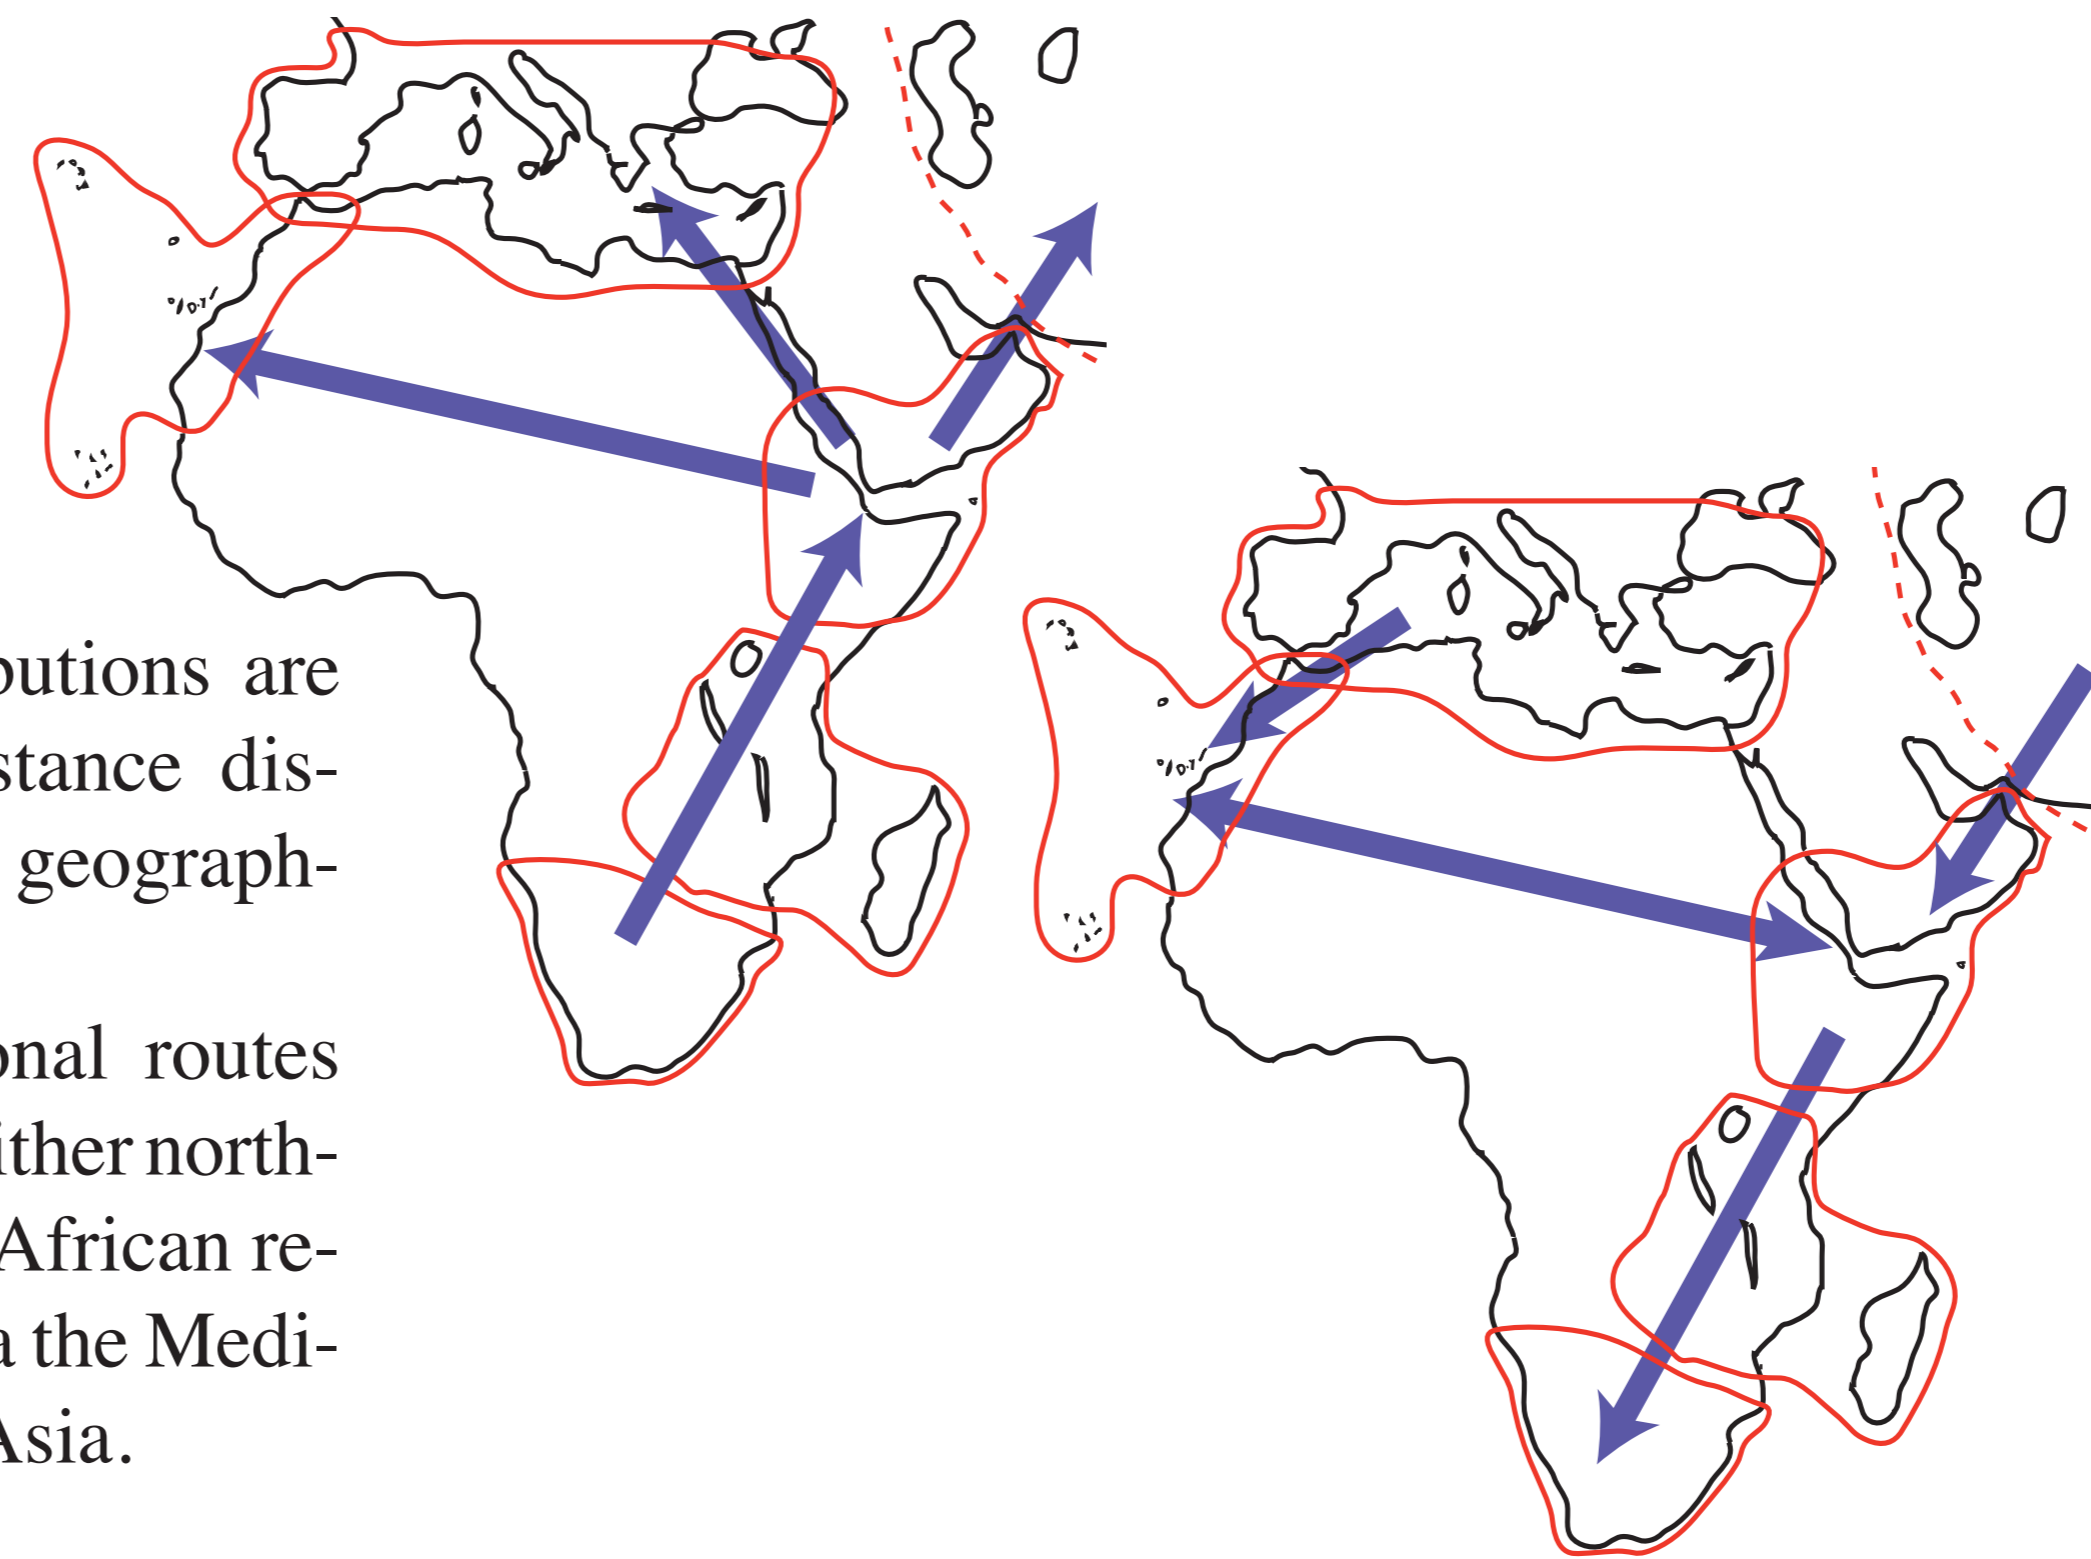 butions are
stance dis-
geograph-
onal routes
ither north-
African re-
a the Medi-
Asia.